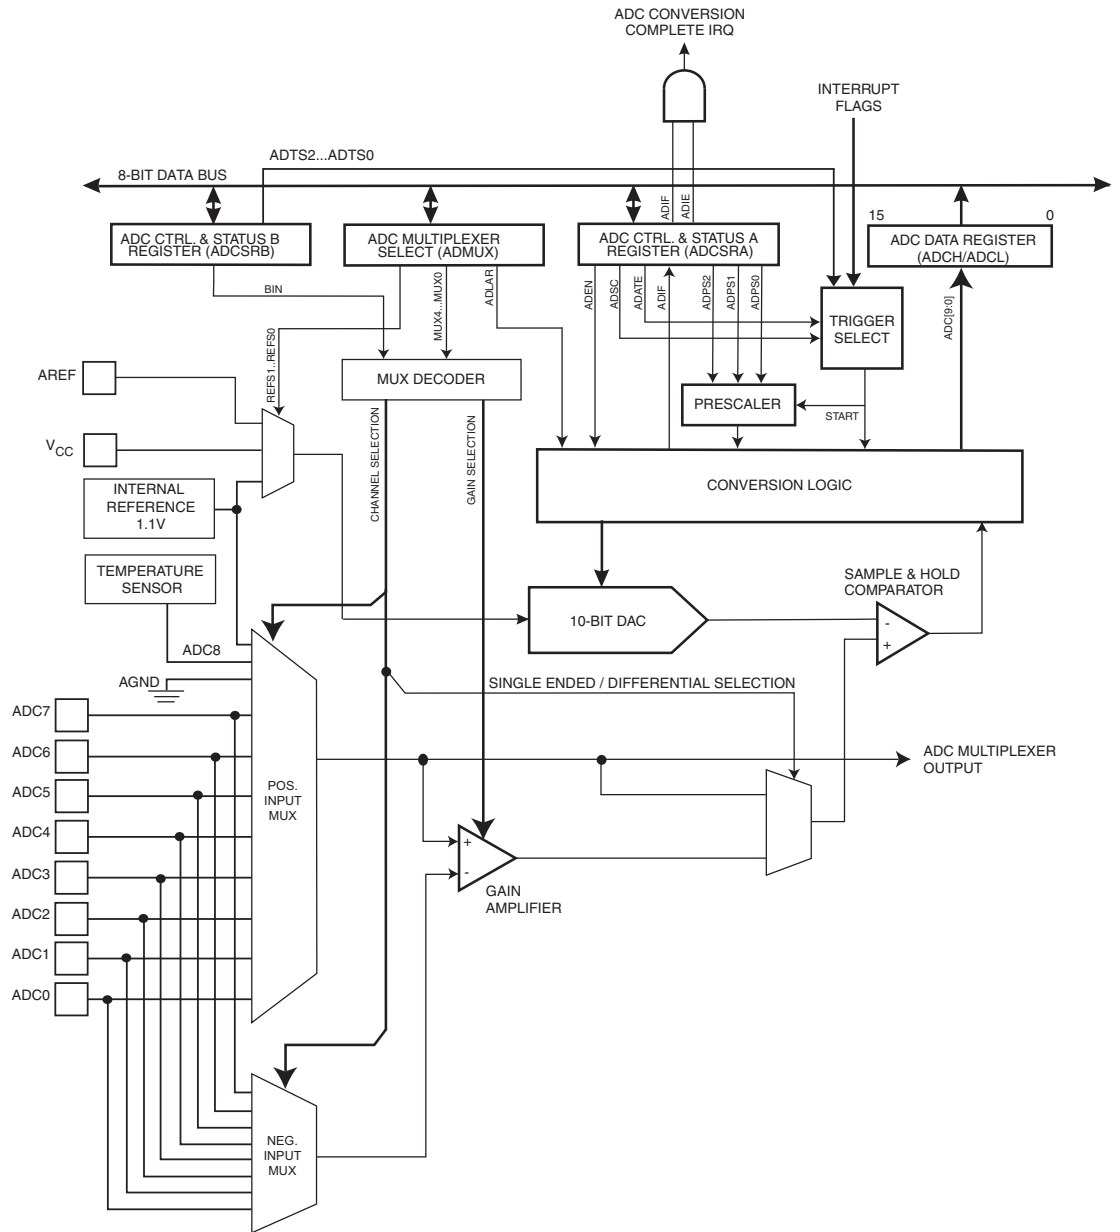 ADC CONVERSION
COMPLETE IRQ
INTERRUPT
FLAGS
ADTS2...ADTS0
8-BIT DATA BUS
ADIF
ADIE
15
0
ADC CTRL. & STATUS B
REGISTER (ADCSRB)
ADC MULTIPLEXER
SELECT (ADMUX)
ADC CTRL. & STATUS A
REGISTER (ADCSRA)
ADC DATA REGISTER
(ADCH/ADCL)
BIN
REFS1..REFS0
MUX4...MUX0
ADLAR
ADEN
ADSC
ADATE
ADIF
ADPS2
ADPS1
ADPS0
TRIGGER
SELECT
ADC[9:0]
AREF
MUX DECODER
PRESCALER
START
VCC
CHANNEL SELECTION
GAIN SELECTION
INTERNAL
REFERENCE
1.1V
CONVERSION LOGIC
TEMPERATURE
SENSOR
10-BIT DAC
SAMPLE & HOLD
COMPARATOR
-
+
ADC8
AGND
SINGLE ENDED / DIFFERENTIAL SELECTION
ADC7
ADC6
ADC5
ADC4
ADC3
ADC2
ADC1
ADC0
POS.
INPUT
MUX
ADC MULTIPLEXER
OUTPUT
+
-
GAIN
AMPLIFIER
NEG.
INPUT
MUX